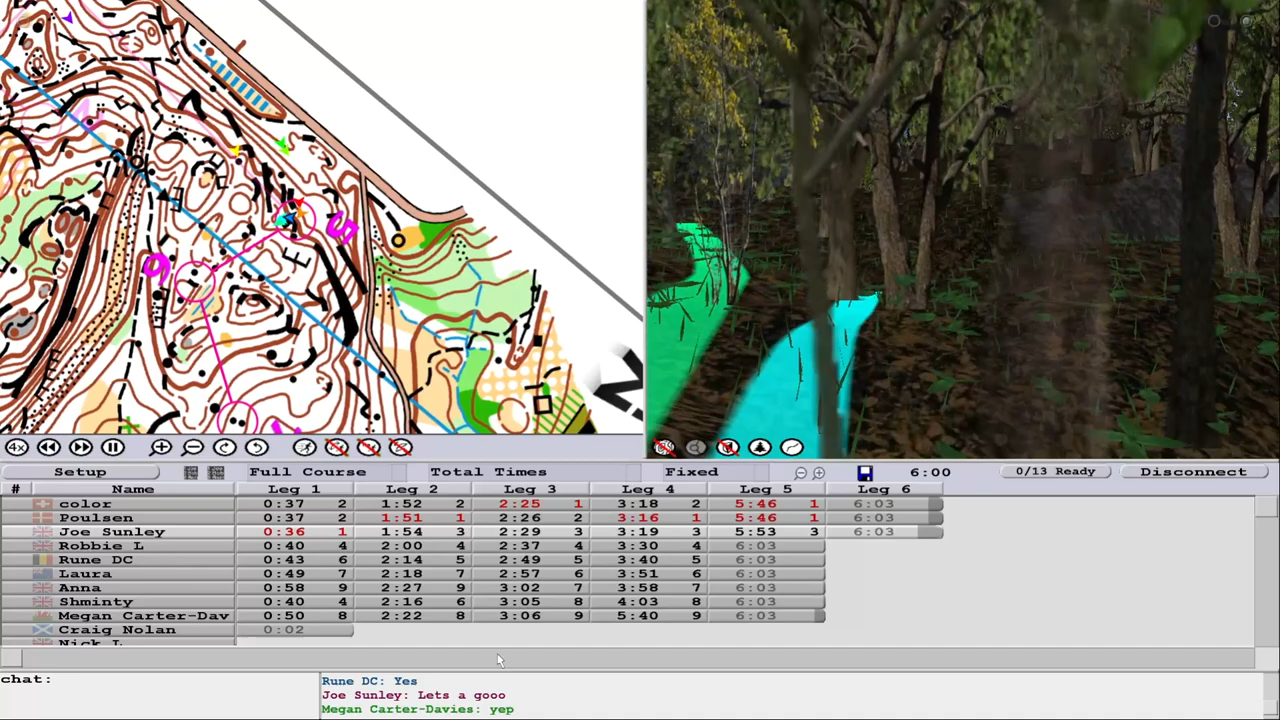 5
6
N
4x
Setup Full Course Total Times Fixed 6:00 0/13 Ready Disconnect
# Name Leg 1 Leg 2 Leg 3 Leg 4 Leg 5 Leg 6
color 0:37 2 1:52 2 2:25 1 3:18 2 5:46 1 6:03
Poulsen 0:37 2 1:51 1 2:26 2 3:16 1 5:46 1 6:03
Joe Sunley 0:36 1 1:54 3 2:29 3 3:19 3 5:53 3 6:03
Robbie L 0:40 4 2:00 4 2:37 4 3:30 4 6:03
Rune DC 0:43 6 2:14 5 2:49 5 3:40 5 6:03
Laura 0:49 7 2:18 7 2:57 6 3:51 6 6:03
Anna 0:58 9 2:27 9 3:02 7 3:58 7 6:03
Shminty 0:40 4 2:16 6 3:05 8 4:03 8 6:03
Megan Carter-Dav 0:50 8 2:22 8 3:06 9 5:40 9 6:03
Craig Nolan 0:02
Nick L
chat:
Rune DC: Yes
Joe Sunley: Lets a gooo
Megan Carter-Davies: yep